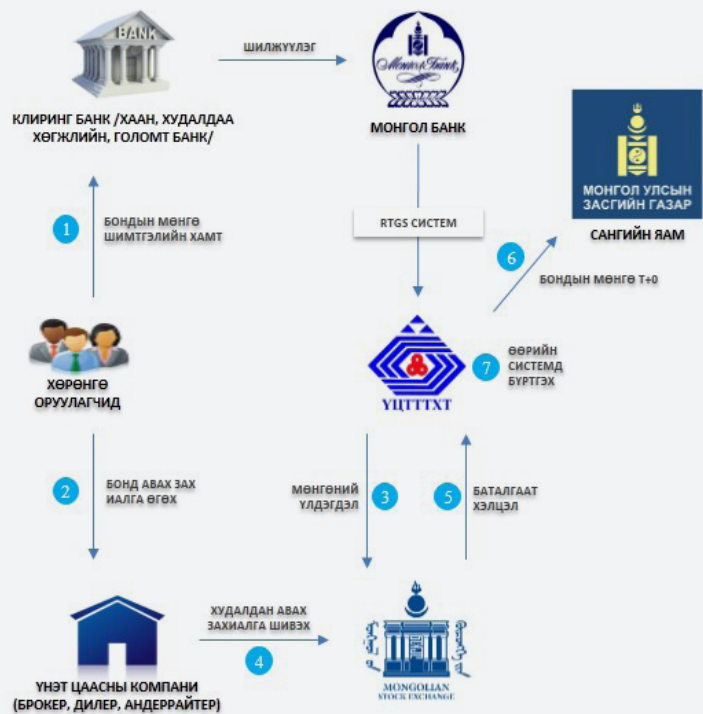 BANK
ШИЛЖҮҮЛЭГ
МонголБанк
КЛИРИНГ БАНК /ХААН, ХУДАЛДАА
ХӨГЖЛИЙН, ГОЛОМТ БАНК/
МОНГОЛ БАНК
МОНГОЛ УЛСЫН
ЗАСГИЙН ГАЗАР
САНГИЙН ЯАМ
1
БОНДЫН МӨНГӨ
ШИМТГЭЛИЙН ХАМТ
RTGS СИСТЕМ
6
БОНДЫН МӨНГӨ T+0
ХӨРӨНГӨ
ОРУУЛАГЧИД
ҮЦТТТХТ
7
ӨӨРИЙН
СИСТЕМД
БҮРТГЭХ
2
БОНД АВАХ ЗАХ
ИАЛГА ӨГӨХ
МӨНГӨНИЙ
ҮЛДЭГДЭЛ
3
5
БАТАЛГААТ
ХЭЛЦЭЛ
ХУДАЛДАН АВАХ
ЗАХИАЛГА ШИВЭХ
4
ҮНЭТ ЦААСНЫ КОМПАНИ
(БРОКЕР, ДИЛЕР, АНДЕРРАЙТЕР)
MONGOLIAN
STOCK EXCHANGE